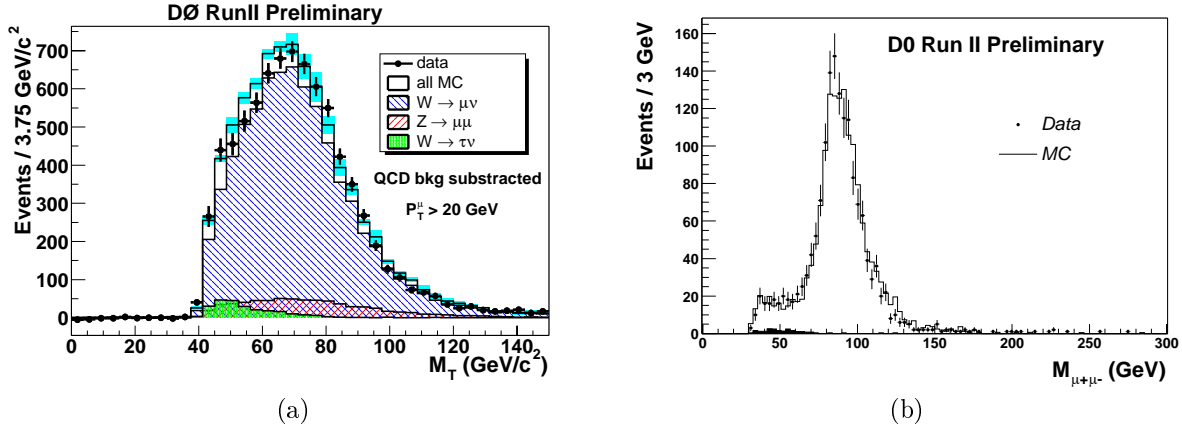 DØ RunII Preliminary
Events / 3.75 GeV/c²
700
600
500
400
300
200
100
0
data
all MC
W → μν
Z → μμ
W → τν
QCD bkg substracted
P_T^μ > 20 GeV
0 20 40 60 80 100 120 140
M_T (GeV/c²)
(a)
D0 Run II Preliminary
Events / 3 GeV
160
140
120
100
80
60
40
20
0
Data
MC
0 50 100 150 200 250 300
M_μ+μ- (GeV)
(b)